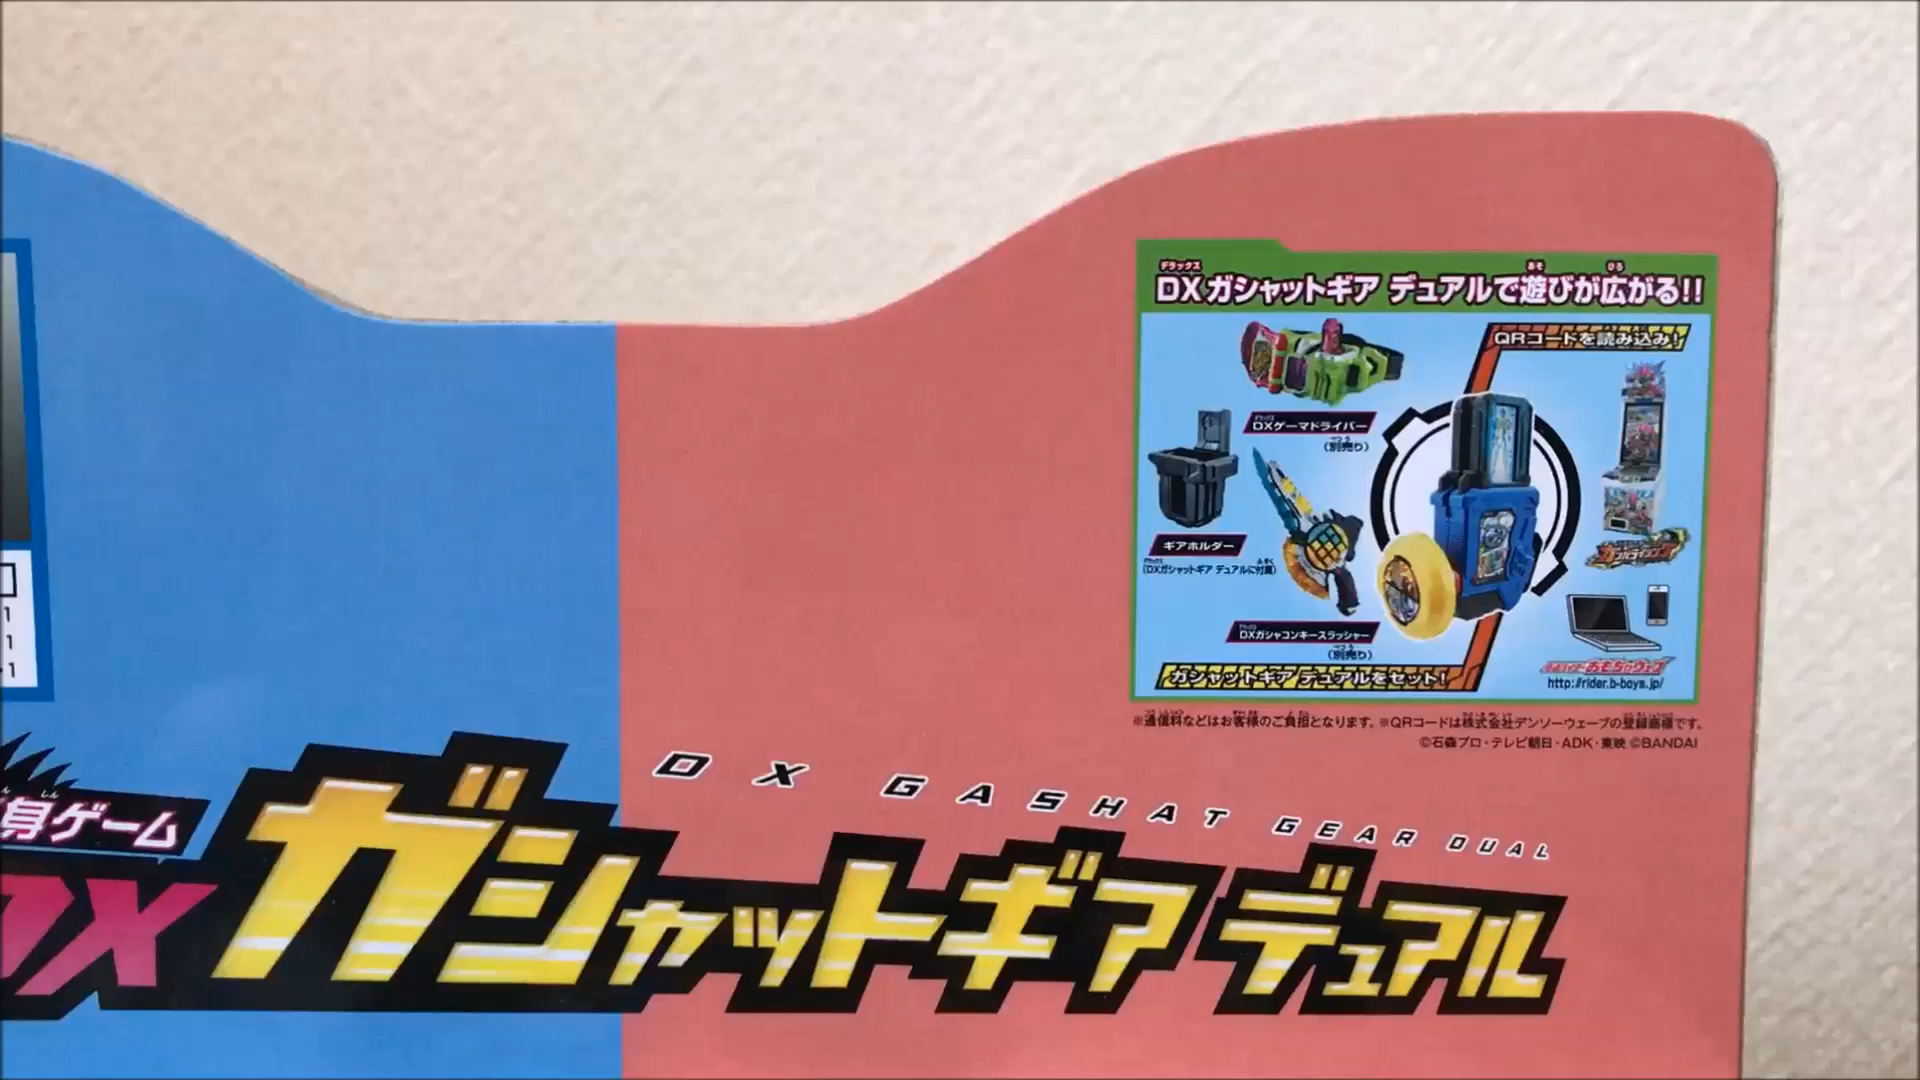 DXガシャットギア デュアルで遊びが広がる!!
QRコードを読み込み!
DXゲーマドライバー
(別売り)
ギアホルダー
(DXガシャットギア デュアルに付属)
DXガシャコンキースラッシャー
(別売り)
ガシャットギア デュアルをセット!
http://rider.b-boys.jp/
※通信料などはお客様のご負担となります。※QRコードは株式会社デンソーウェーブの登録商標です。
©石森プロ・テレビ朝日・ADK・東映 ©BANDAI
DX GASHAT GEAR DUAL
身ゲーム
DX ガシャットギア デュアル
1
1
1